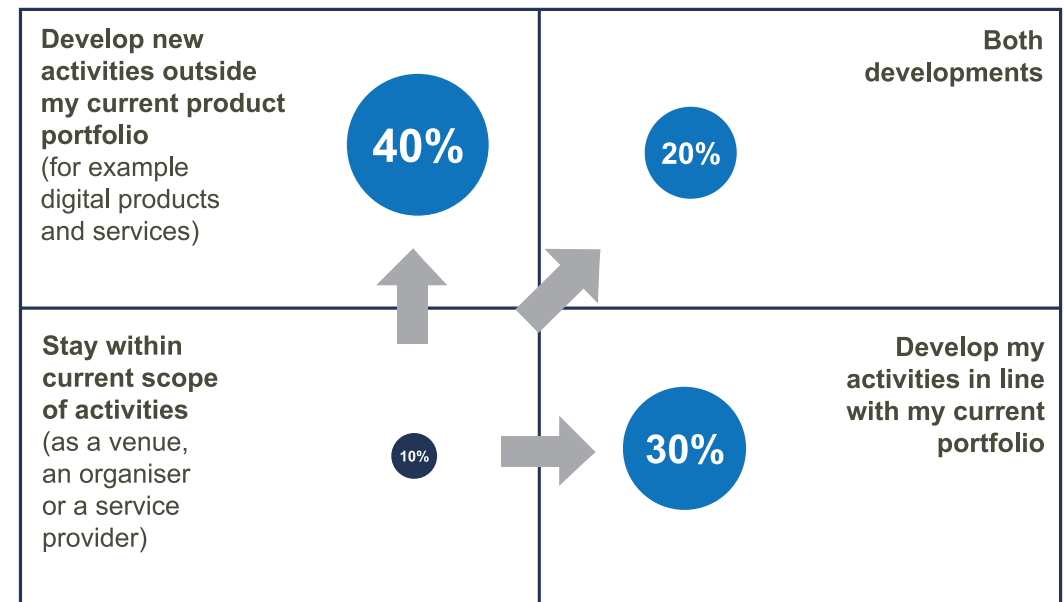 Develop new
activities outside
my current product
portfolio
(for example
digital products
and services)
40%
Both
developments
20%
Stay within
current scope
of activities
(as a venue,
an organiser
or a service
provider)
10%
Develop my
activities in line
with my current
portfolio
30%